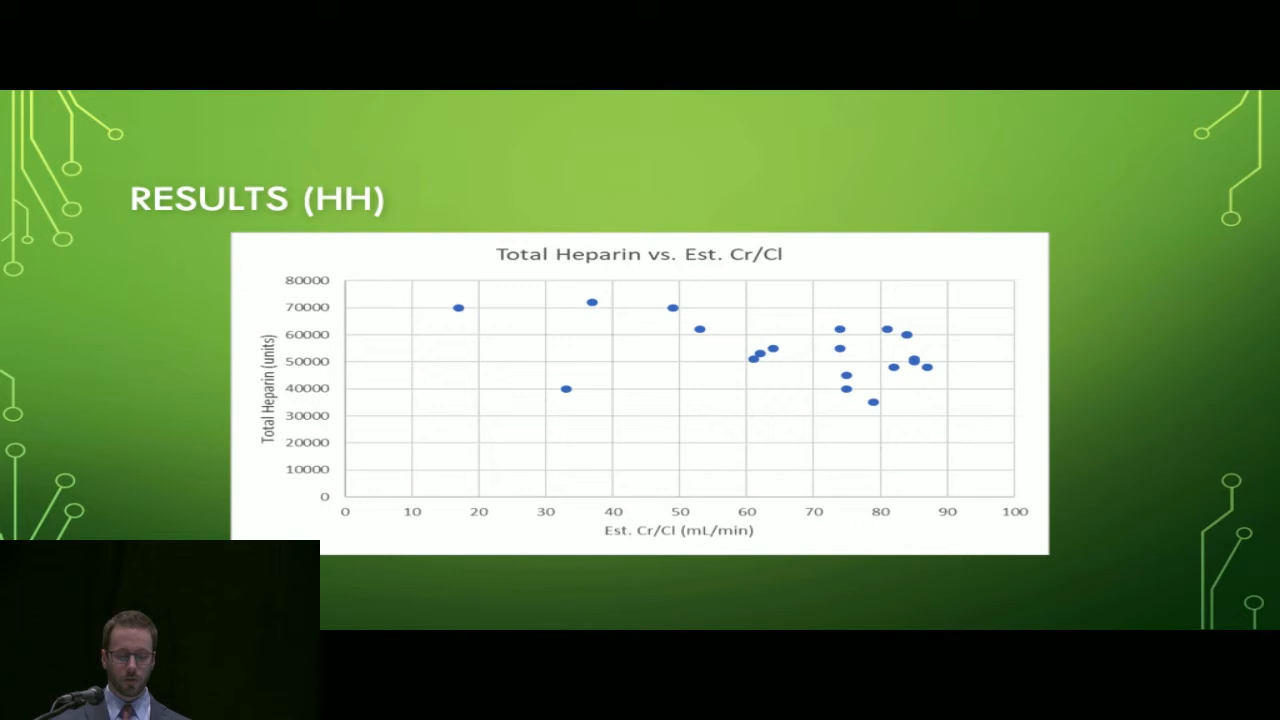 RESULTS (HH)
Total Heparin vs. Est. Cr/Cl
Total Heparin (units)
80000
70000
60000
50000
40000
30000
20000
10000
0
0 10 20 30 40 50 60 70 80 90 100
Est. Cr/Cl (mL/min)